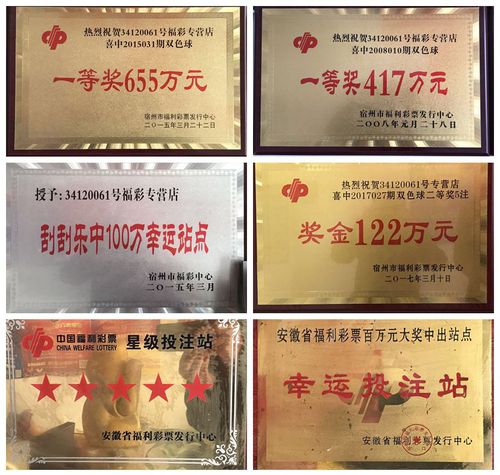 热烈祝贺34120061号福彩专营店
喜中2015031期双色球
一等奖655万元
宿州市福利彩票发行中心
二〇一五年三月二十二日
热烈祝贺34120061号福彩专营店
喜中2008010期双色球
一等奖417万元
宿州市福利彩票发行中心
二〇〇八年元月二十八日
授予:34120061号福彩专营店
刮刮乐中100万幸运站点
宿州市福彩中心
二〇一五年三月
热烈祝贺34120061号福彩专营店
喜中2017027期双色球二等奖5注
奖金122万元
宿州市福利彩票发行中心
二〇一七年三月十日
中国福利彩票
CHINA WELFARE LOTTERY
星级投注站
安徽省福利彩票发行中心
安徽省福利彩票百万元大奖中出站点
幸运投注站
安徽省福利彩票发行中心